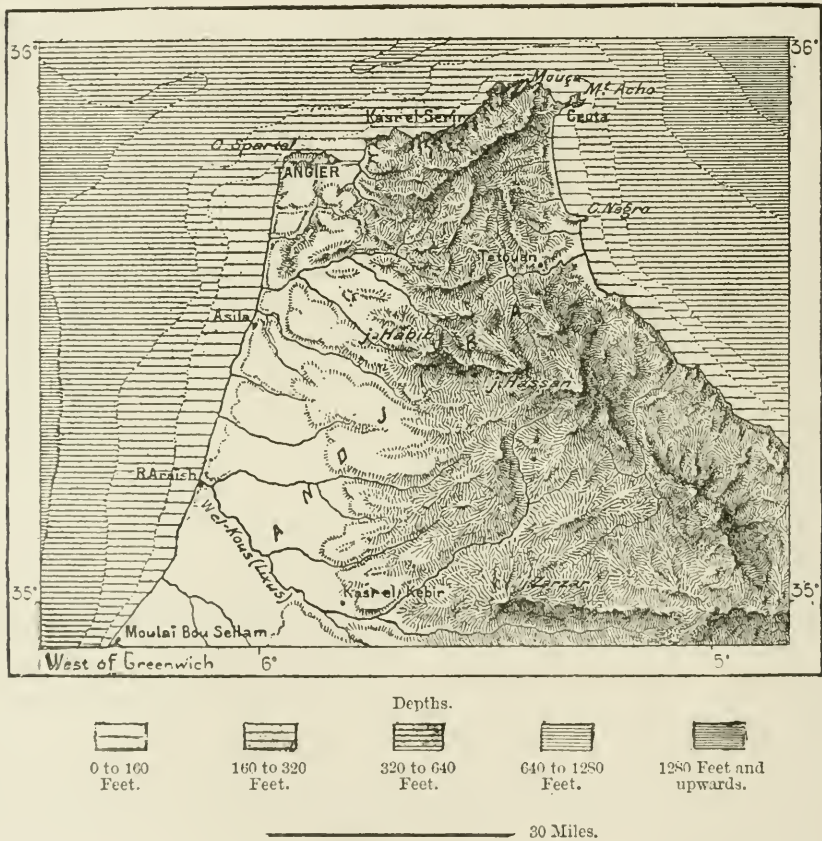 36°
36°
Mouça
Mt Acho
Kasr-el-Serir
Ceuta
C. Spartel
TANGIER
C. Negro
Tetouan
Asila
j. Habib
j. Hassan
A N D J
B A
R'Araish
W. el-Kous (Lixus)
35°
35°
Kasr-el-Kebir
j. Zarzar
Moulaï Bou Sellam
West of Greenwich
6°
5°
Depths.
0 to 160 Feet.
160 to 320 Feet.
320 to 640 Feet.
640 to 1280 Feet.
1280 Feet and upwards.
30 Miles.